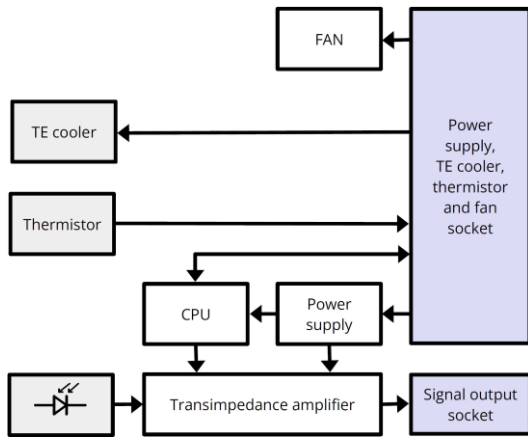 FAN
TE cooler
Power
supply,
TE cooler,
thermistor
and fan
socket
Thermistor
CPU
Power
supply
Transimpedance amplifier
Signal output
socket